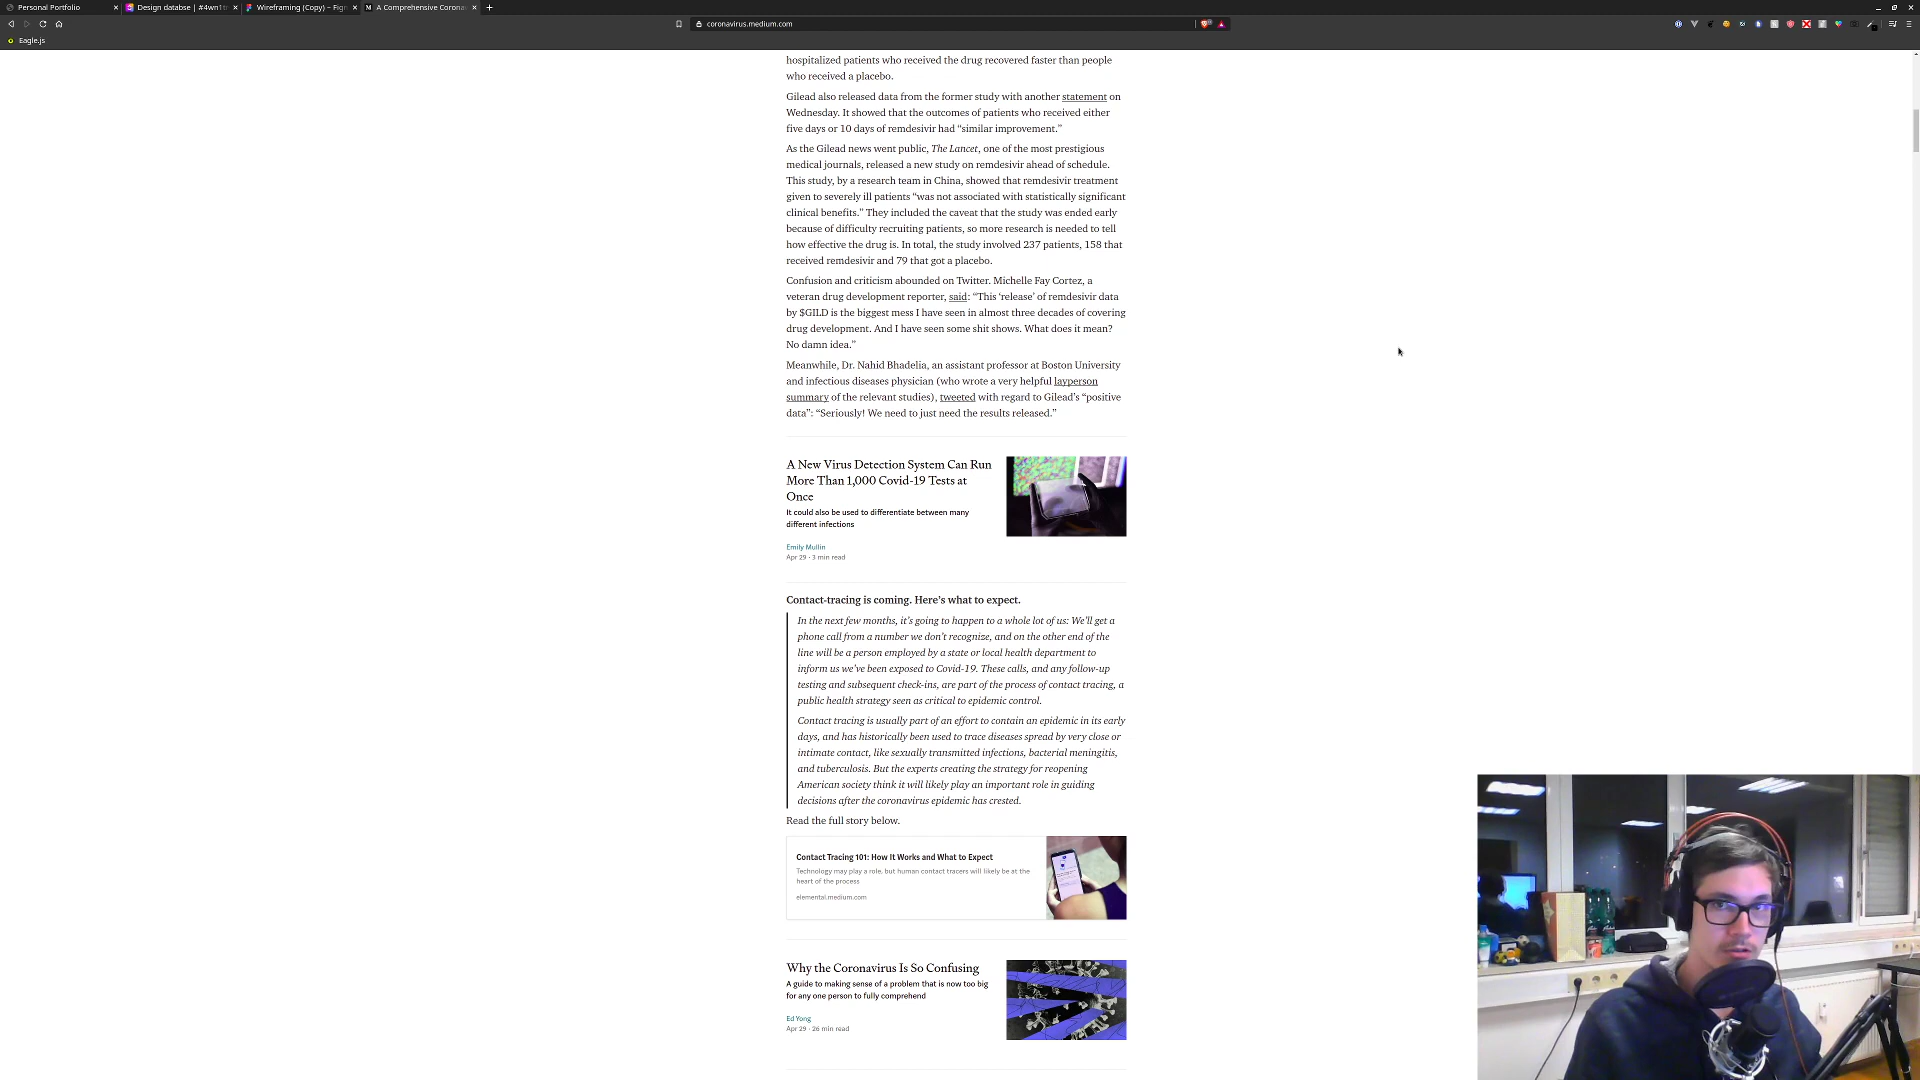 Personal Portfolio
Design databse | #4wn1
Wireframing (Copy) – Fig
A Comprehensive Corona
coronavirus.medium.com
Eagle.js
hospitalized patients who received the drug recovered faster than people
who received a placebo.
Gilead also released data from the former study with another statement on
Wednesday. It showed that the outcomes of patients who received either
five days or 10 days of remdesivir had “similar improvement.”
As the Gilead news went public, The Lancet, one of the most prestigious
medical journals, released a new study on remdesivir ahead of schedule.
This study, by a research team in China, showed that remdesivir treatment
given to severely ill patients “was not associated with statistically significant
clinical benefits.” They included the caveat that the study was ended early
because of difficulty recruiting patients, so more research is needed to tell
how effective the drug is. In total, the study involved 237 patients, 158 that
received remdesivir and 79 that got a placebo.
Confusion and criticism abounded on Twitter. Michelle Fay Cortez, a
veteran drug development reporter, said: “This ‘release’ of remdesivir data
by $GILD is the biggest mess I have seen in almost three decades of covering
drug development. And I have seen some shit shows. What does it mean?
No damn idea.”
Meanwhile, Dr. Nahid Bhadelia, an assistant professor at Boston University
and infectious diseases physician (who wrote a very helpful layperson
summary of the relevant studies), tweeted with regard to Gilead’s “positive
data”: “Seriously! We need to just need the results released.”
A New Virus Detection System Can Run
More Than 1,000 Covid-19 Tests at
Once
It could also be used to differentiate between many
different infections
Emily Mullin
Apr 29 · 3 min read
Contact-tracing is coming. Here’s what to expect.
In the next few months, it’s going to happen to a whole lot of us: We’ll get a
phone call from a number we don’t recognize, and on the other end of the
line will be a person employed by a state or local health department to
inform us we’ve been exposed to Covid-19. These calls, and any follow-up
testing and subsequent check-ins, are part of the process of contact tracing, a
public health strategy seen as critical to epidemic control.
Contact tracing is usually part of an effort to contain an epidemic in its early
days, and has historically been used to trace diseases spread by very close or
intimate contact, like sexually transmitted infections, bacterial meningitis,
and tuberculosis. But the experts creating the strategy for reopening
American society think it will likely play an important role in guiding
decisions after the coronavirus epidemic has crested.
Read the full story below.
Contact Tracing 101: How It Works and What to Expect
Technology may play a role, but human contact tracers will likely be at the
heart of the process
elemental.medium.com
Why the Coronavirus Is So Confusing
A guide to making sense of a problem that is now too big
for any one person to fully comprehend
Ed Yong
Apr 29 · 26 min read